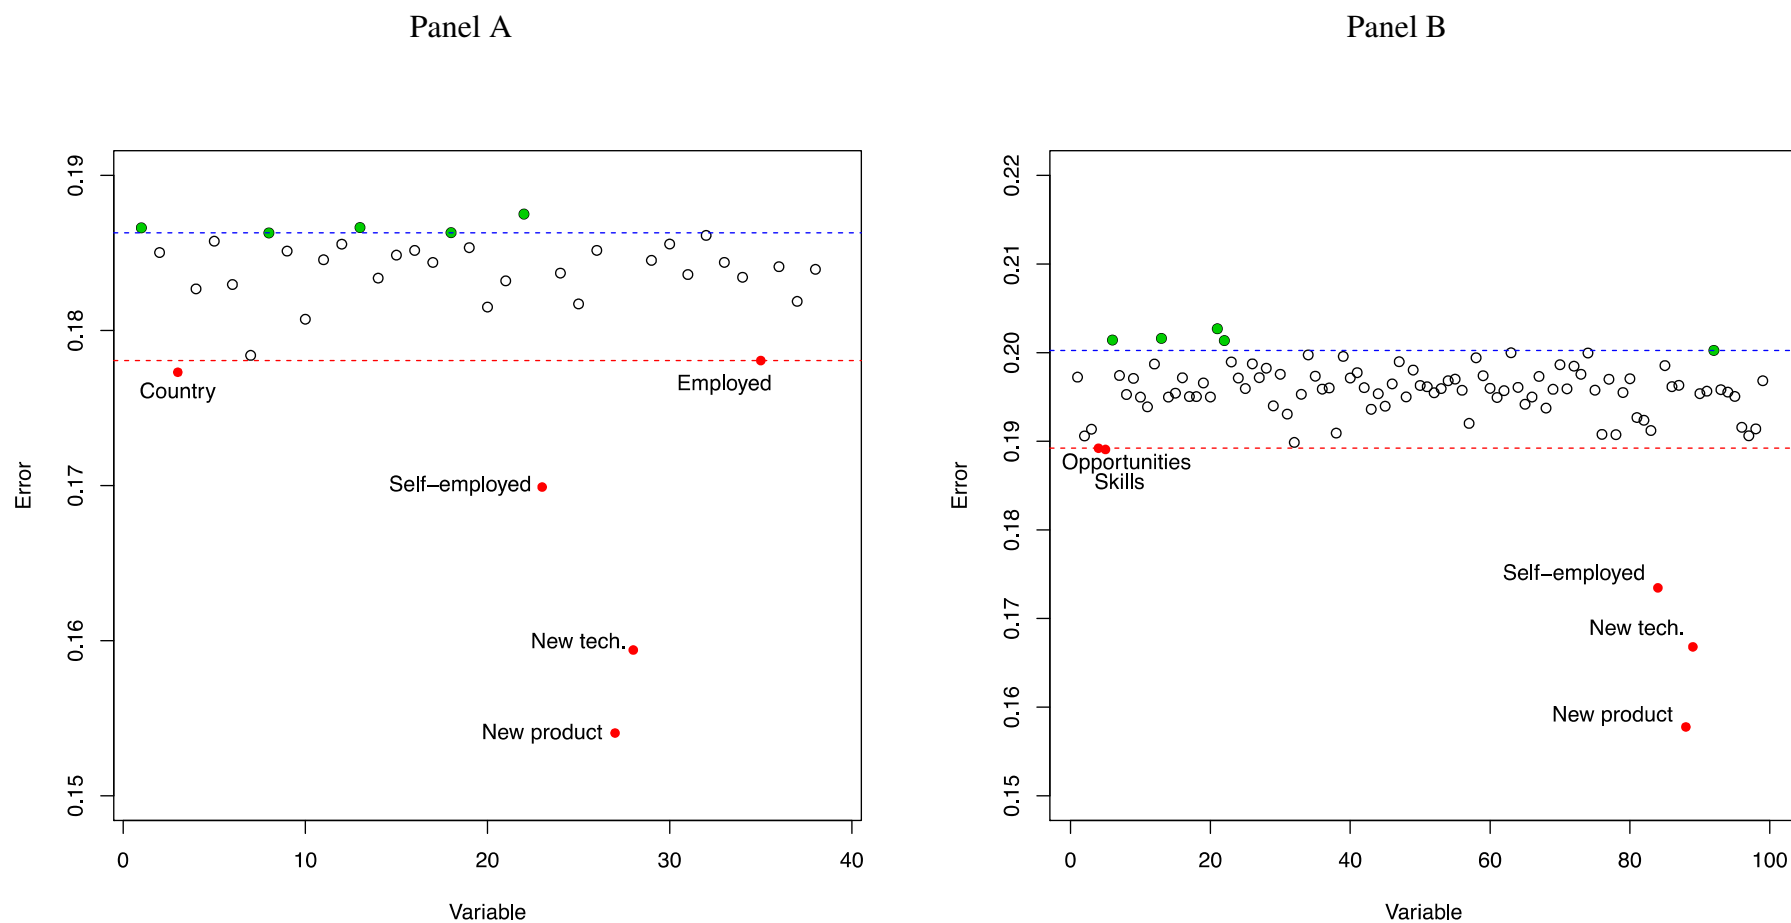 Panel A
Panel B
0.19
0.18
0.17
0.16
0.15
Error
Country
Employed
Self−employed
New tech.
New product
0
10
20
30
40
Variable
0.22
0.21
0.20
0.19
0.18
0.17
0.16
0.15
Error
Opportunities
Skills
Self−employed
New tech.
New product
0
20
40
60
80
100
Variable